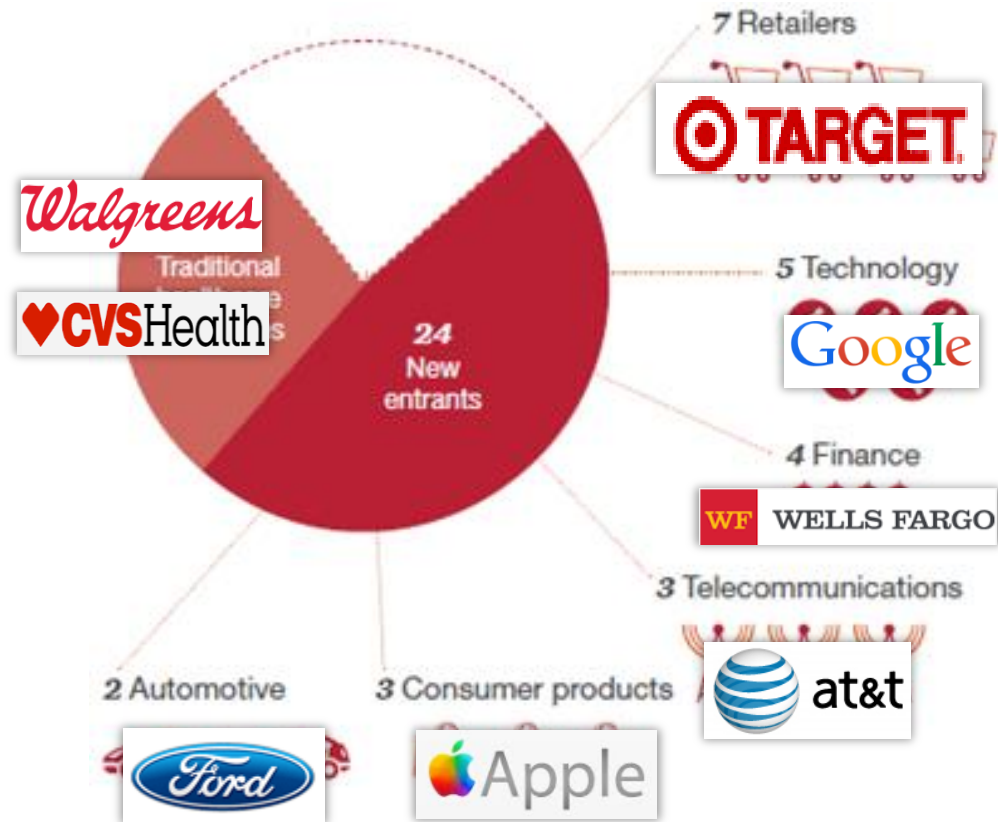 7 Retailers
TARGET
Walgreens
Traditional
CVSHealth
24
New
entrants
5 Technology
Google
4 Finance
WF WELLS FARGO
3 Telecommunications
at&t
2 Automotive
3 Consumer products
Ford
Apple